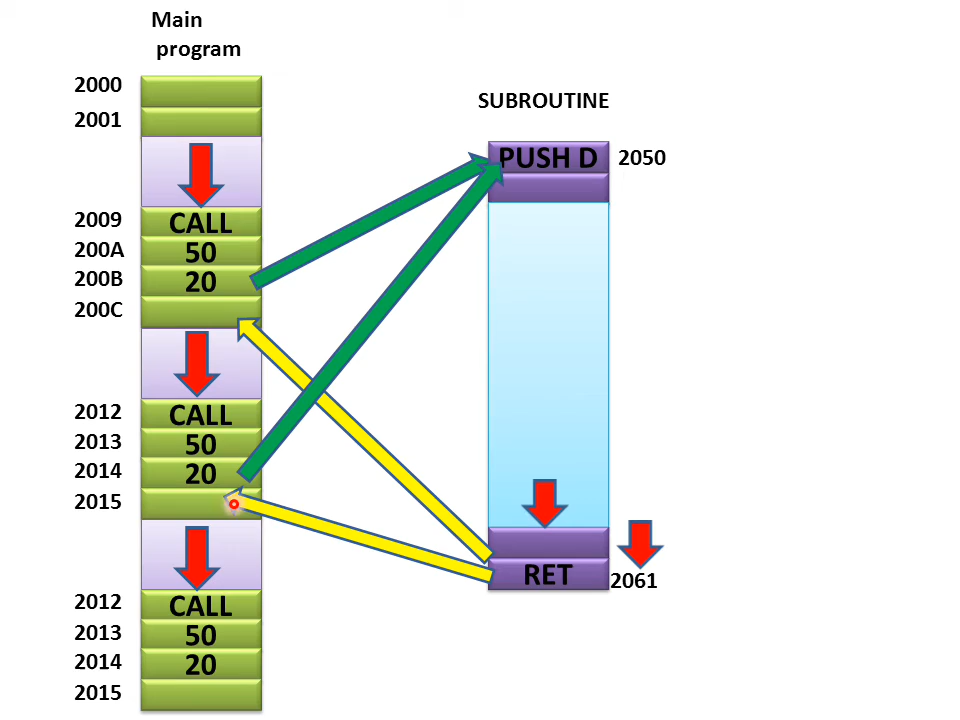 Main
program
2000
2001
2009 CALL
200A 50
200B 20
200C
2012 CALL
2013 50
2014 20
2015
2012 CALL
2013 50
2014 20
2015
SUBROUTINE
PUSH D 2050
RET 2061